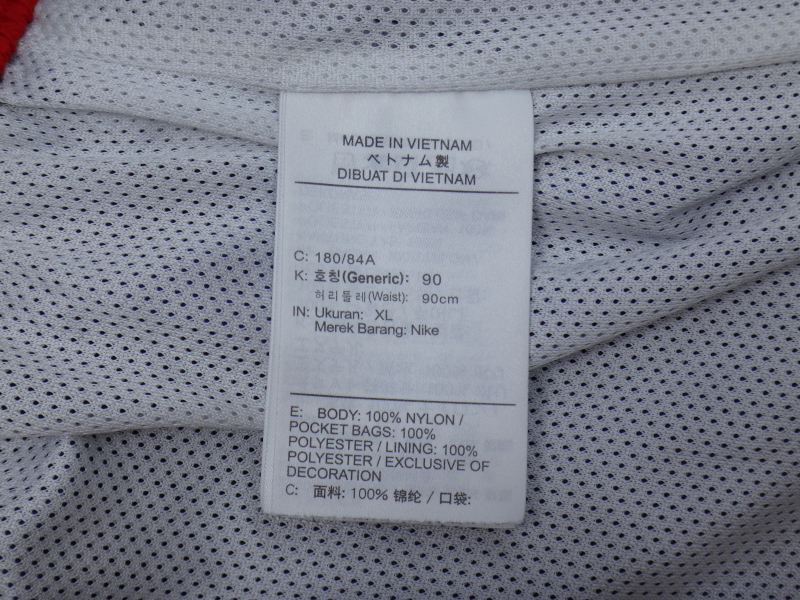 MADE IN VIETNAM
ベトナム製
DIBUAT DI VIETNAM
C: 180/84A
K: 호칭(Generic): 90
허리둘레(Waist): 90cm
IN: Ukuran: XL
Merek Barang: Nike
E: BODY: 100% NYLON /
POCKET BAGS: 100%
POLYESTER / LINING: 100%
POLYESTER / EXCLUSIVE OF
DECORATION
C: 面料: 100% 锦纶 / 口袋: